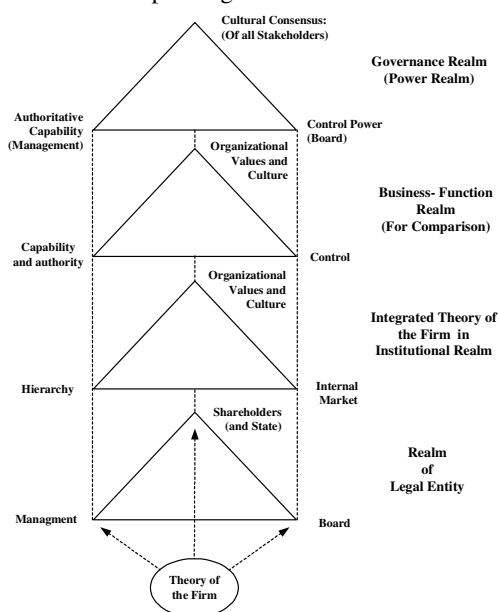 Cultural Consensus:
(Of all Stakeholders)
Governance Realm
(Power Realm)
Authoritative
Capability
(Management)
Control Power
(Board)
Organizational
Values and
Culture
Business- Function
Realm
(For Comparison)
Capability
and authority
Control
Organizational
Values and
Culture
Integrated Theory of
the Firm in
Institutional Realm
Hierarchy
Internal
Market
Shareholders
(and State)
Realm
of
Legal Entity
Managment
Board
Theory of
the Firm